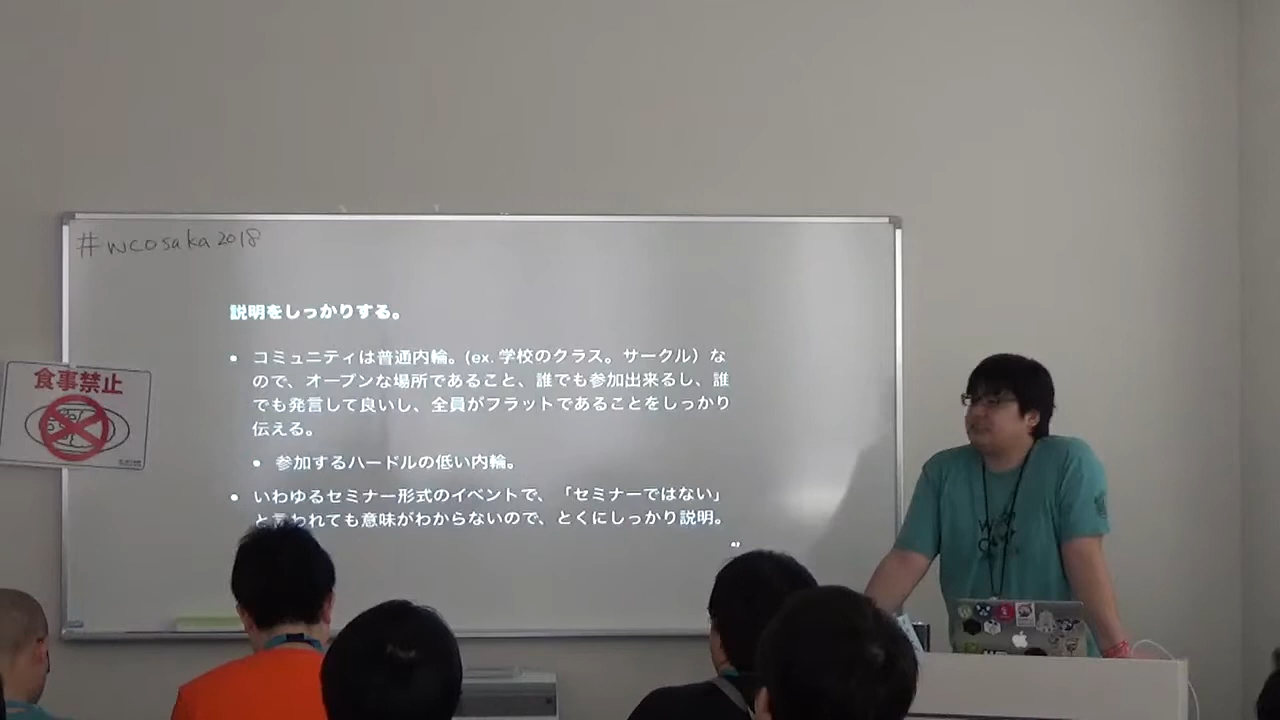 #wcosaka2018
説明をしっかりする。
• コミュニティは普通内輪。(ex. 学校のクラス。サークル）な
ので、オープンな場所であること、誰でも参加出来るし、誰
でも発言して良いし、全員がフラットであることをしっかり
伝える。
• 参加するハードルの低い内輪。
• いわゆるセミナー形式のイベントで、「セミナーではない」
と言われても意味がわからないので、とくにしっかり説明。
食事禁止